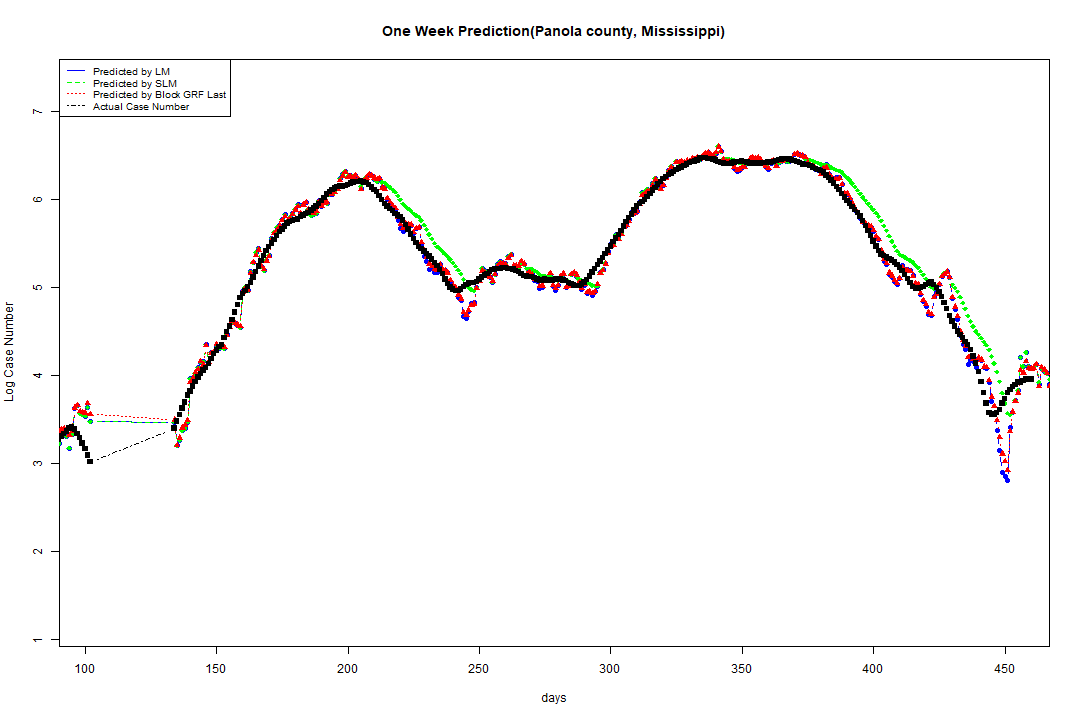 One Week Prediction(Panola county, Mississippi)
Predicted by LM
Predicted by SLM
Predicted by Block GRF Last
Actual Case Number
7
6
5
4
3
2
1
Log Case Number
100 150 200 250 300 350 400 450
days